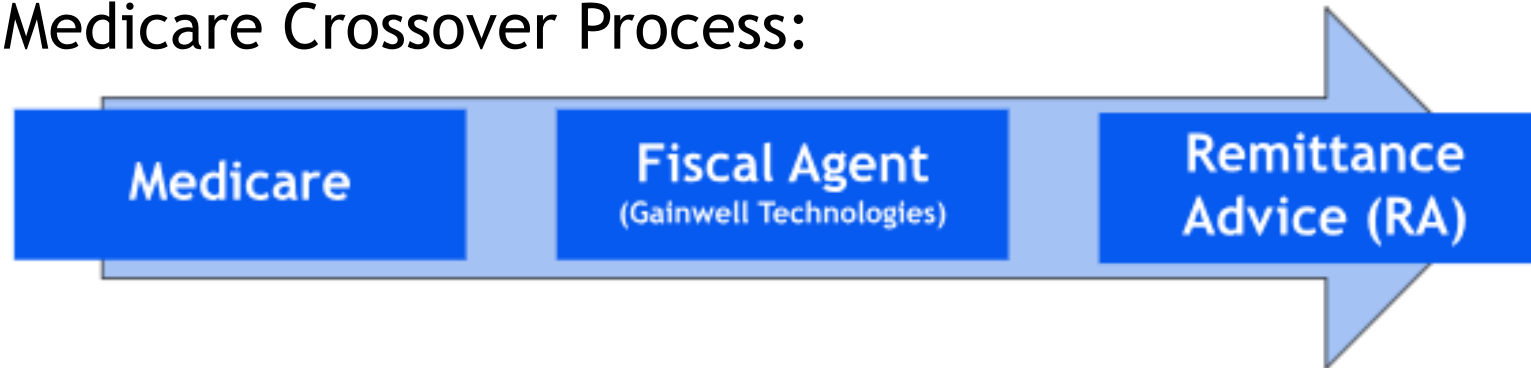 Medicare Crossover Process:
Medicare
Fiscal Agent
(Gainwell Technologies)
Remittance
Advice (RA)